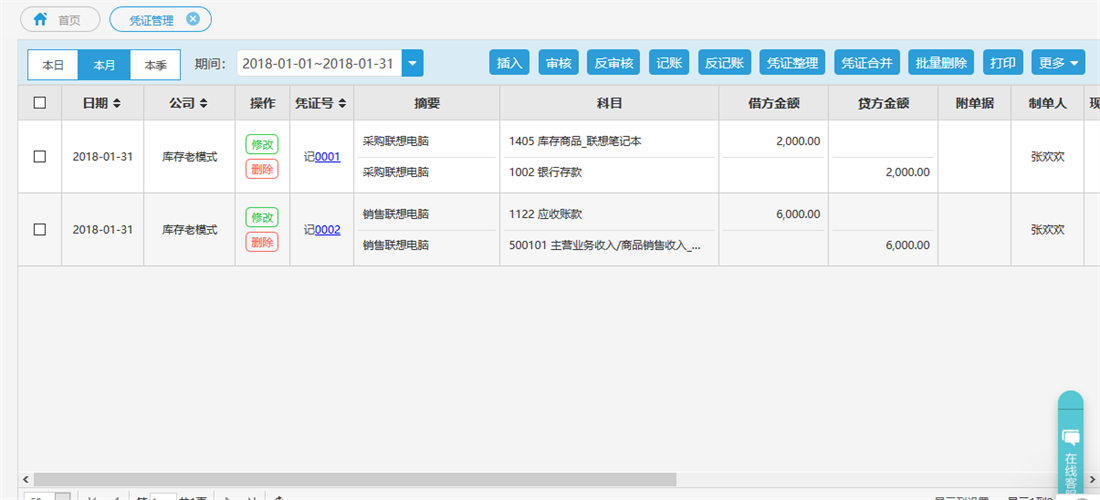 首页 凭证管理
本日 本月 本季 期间: 2018-01-01~2018-01-31 插入 审核 反审核 记账 反记账 凭证整理 凭证合并 批量删除 打印 更多
日期 公司 操作 凭证号 摘要 科目 借方金额 贷方金额 附单据 制单人 现
2018-01-31 库存老模式 修改 删除 记0001 采购联想电脑 1405 库存商品_联想笔记本 2,000.00 张欢欢
采购联想电脑 1002 银行存款 2,000.00
2018-01-31 库存老模式 修改 删除 记0002 销售联想电脑 1122 应收账款 6,000.00 张欢欢
销售联想电脑 500101 主营业务收入/商品销售收入_... 6,000.00
在线客服